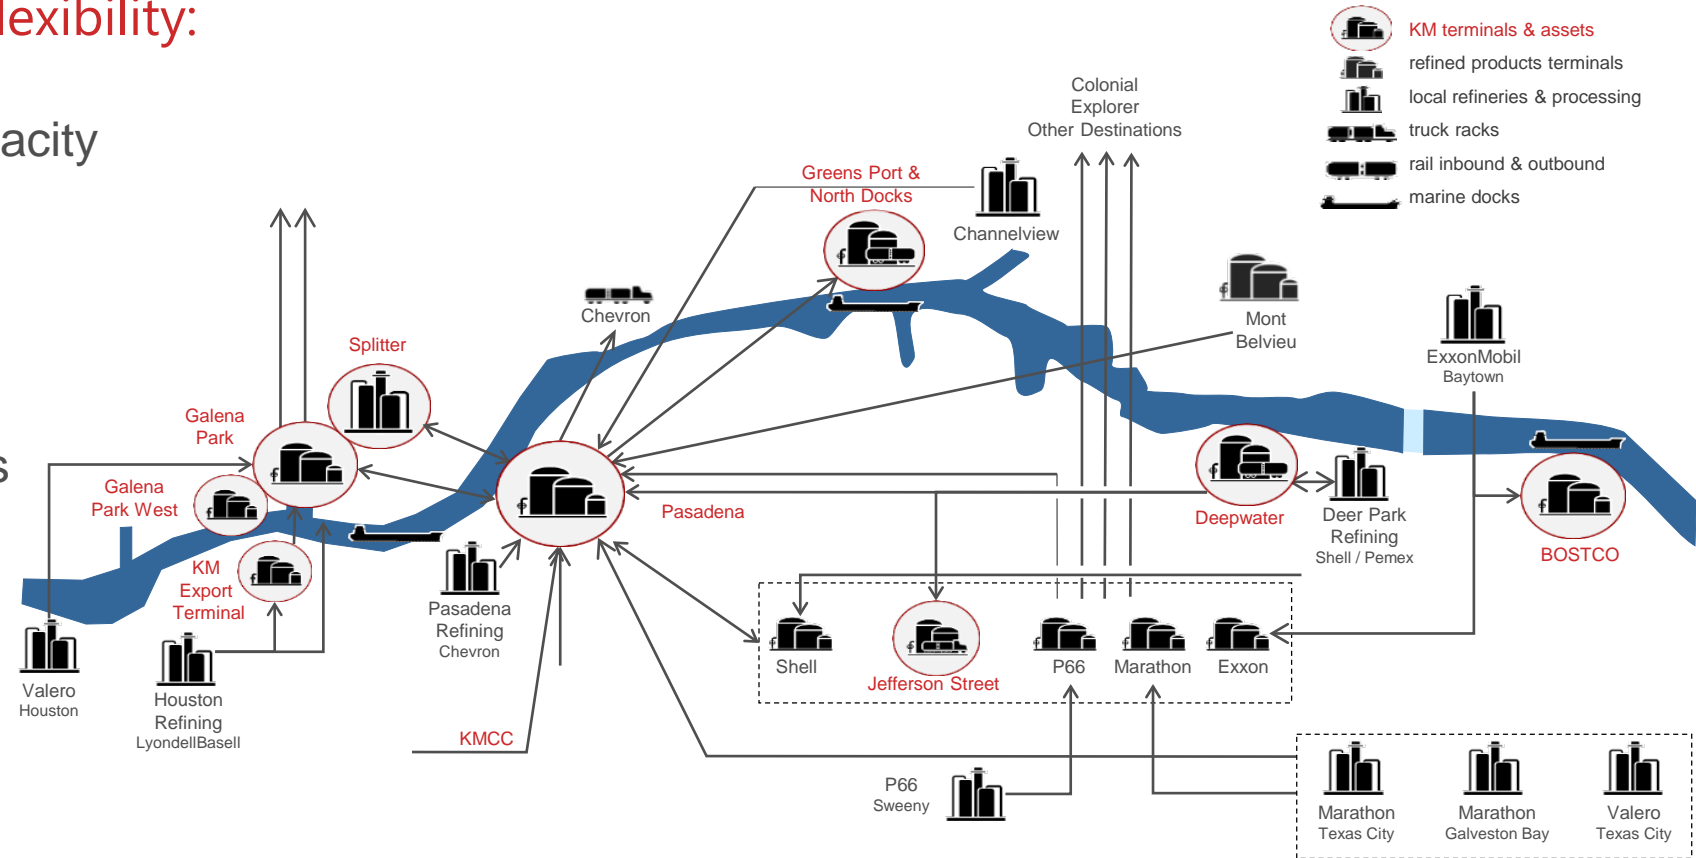 lexibility:
acity
s
KM terminals & assets
refined products terminals
local refineries & processing
truck racks
rail inbound & outbound
marine docks
Colonial
Explorer
Other Destinations
Greens Port &
North Docks
Channelview
Chevron
Mont
Belvieu
ExxonMobil
Baytown
Splitter
Galena
Park
Galena
Park West
Pasadena
Deepwater
Deer Park
Refining
Shell / Pemex
BOSTCO
KM
Export
Terminal
Pasadena
Refining
Chevron
Valero
Houston
Houston
Refining
LyondellBasell
Shell
Jefferson Street
P66
Marathon
Exxon
KMCC
P66
Sweeny
Marathon
Texas City
Marathon
Galveston Bay
Valero
Texas City